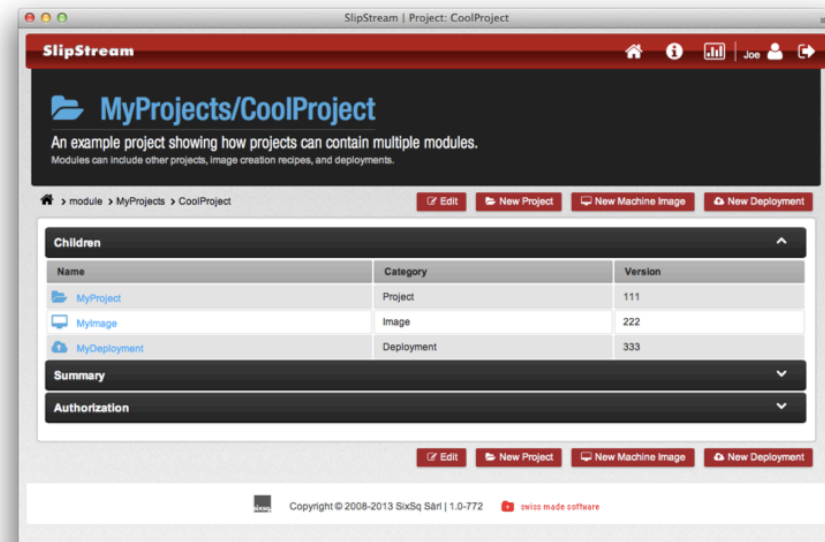 SlipStream | Project: CoolProject
SlipStream
Joe
MyProjects/CoolProject
An example project showing how projects can contain multiple modules.
Modules can include other projects, image creation recipes, and deployments.
> module > MyProjects > CoolProject
Edit
New Project
New Machine Image
New Deployment
Children
Name Category Version
MyProject Project 111
MyImage Image 222
MyDeployment Deployment 333
Summary
Authorization
Edit
New Project
New Machine Image
New Deployment
Copyright © 2008-2013 SixSq Sàrl | 1.0-772
swiss made software